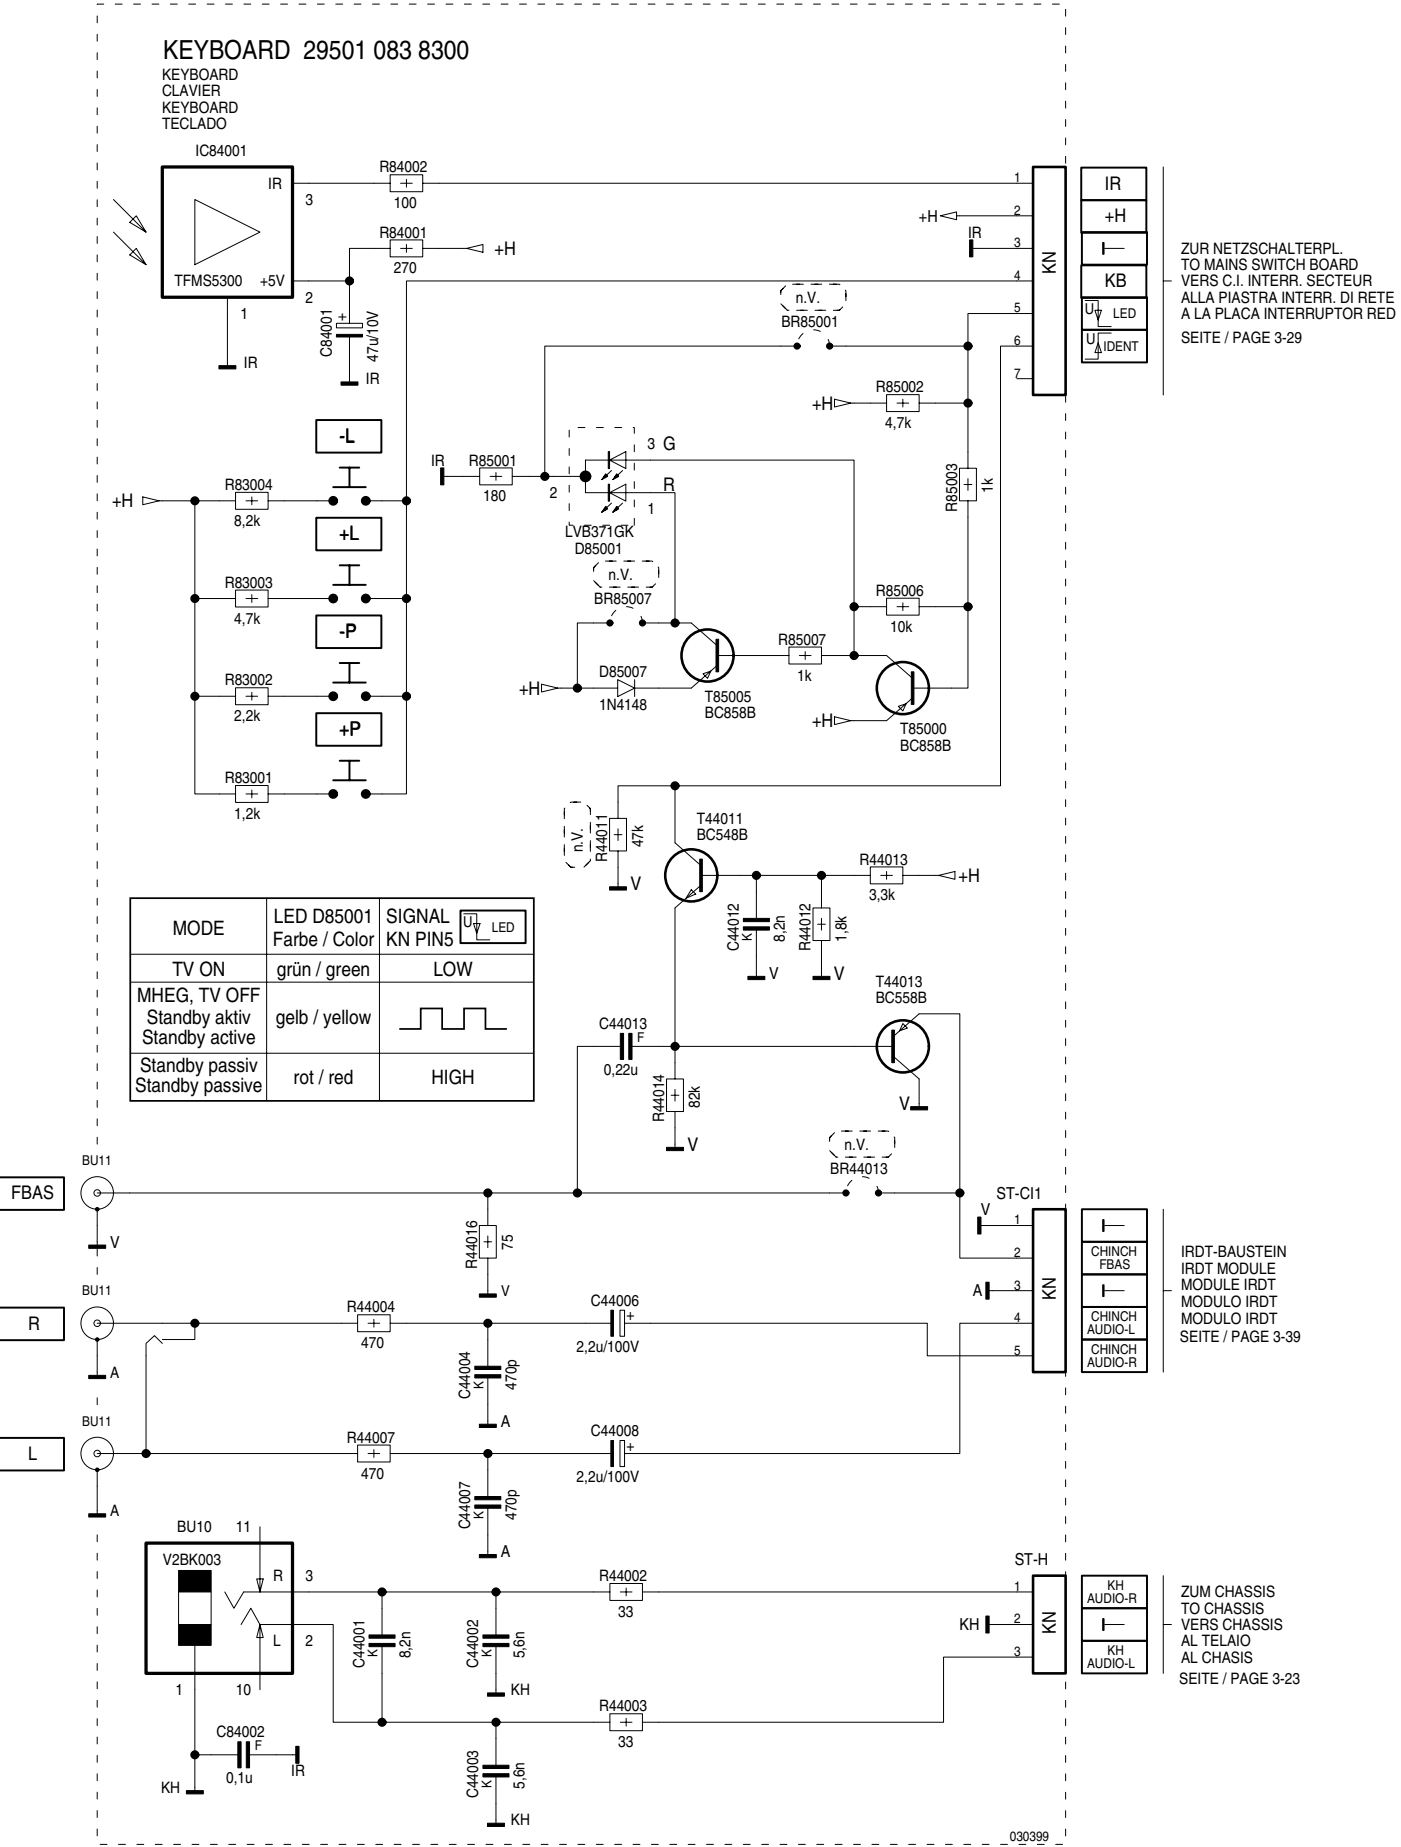 KEYBOARD 29501 083 8300
KEYBOARD
CLAVIER
KEYBOARD
TECLADO
IC84001
IR
3
TFMS5300 +5V
2
1
IR
R84002
100
R84001
270
+H
C84001
+
47u/10V
IR
1
+H
2
IR
3
4
5
6
7
KN
IR
+H
KB
U LED
U IDENT
ZUR NETZSCHALTERPL.
TO MAINS SWITCH BOARD
VERS C.I. INTERR. SECTEUR
ALLA PIASTRA INTERR. DI RETE
A LA PLACA INTERRUPTOR RED
SEITE / PAGE 3-29
n.V.
BR85001
R85002
+H
4,7k
R85003
1k
-L
+H
R83004
8,2k
+L
R83003
4,7k
-P
R83002
2,2k
+P
R83001
1,2k
IR
R85001
180
2
3 G
R
1
LVB371GK
D85001
n.V.
BR85007
D85007
+H
1N4148
T85005
BC858B
R85007
1k
R85006
10k
+H
T85000
BC858B
n.V.
R44011
47k
V
T44011
BC548B
R44013
3,3k
+H
C44012
K
8,2n
V
R44012
1,8k
V
T44013
BC558B
V
C44013
F
0,22u
R44014
82k
V
n.V.
BR44013
MODE
LED D85001
Farbe / Color
SIGNAL
KN PIN5
U LED
TV ON
grün / green
LOW
MHEG, TV OFF
Standby aktiv
Standby active
gelb / yellow
Standby passiv
Standby passive
rot / red
HIGH
FBAS
BU11
V
R44016
75
V
R
BU11
A
R44004
470
C44004
K
470p
A
C44006
+
2,2u/100V
L
BU11
A
R44007
470
C44007
K
470p
A
C44008
+
2,2u/100V
ST-CI1
V
1
2
A
3
4
5
KN
CHINCH
FBAS
CHINCH
AUDIO-L
CHINCH
AUDIO-R
IRDT-BAUSTEIN
IRDT MODULE
MODULE IRDT
MODULO IRDT
MODULO IRDT
SEITE / PAGE 3-39
BU10
11
V2BK003
R
3
L
2
1
10
C84002
F
0,1u
KH
IR
C44001
K
8,2n
C44002
K
5,6n
KH
R44002
33
R44003
33
C44003
K
5,6n
KH
ST-H
1
KH
2
3
KN
KH
AUDIO-R
KH
AUDIO-L
ZUM CHASSIS
TO CHASSIS
VERS CHASSIS
AL TELAIO
AL CHASIS
SEITE / PAGE 3-23
030399